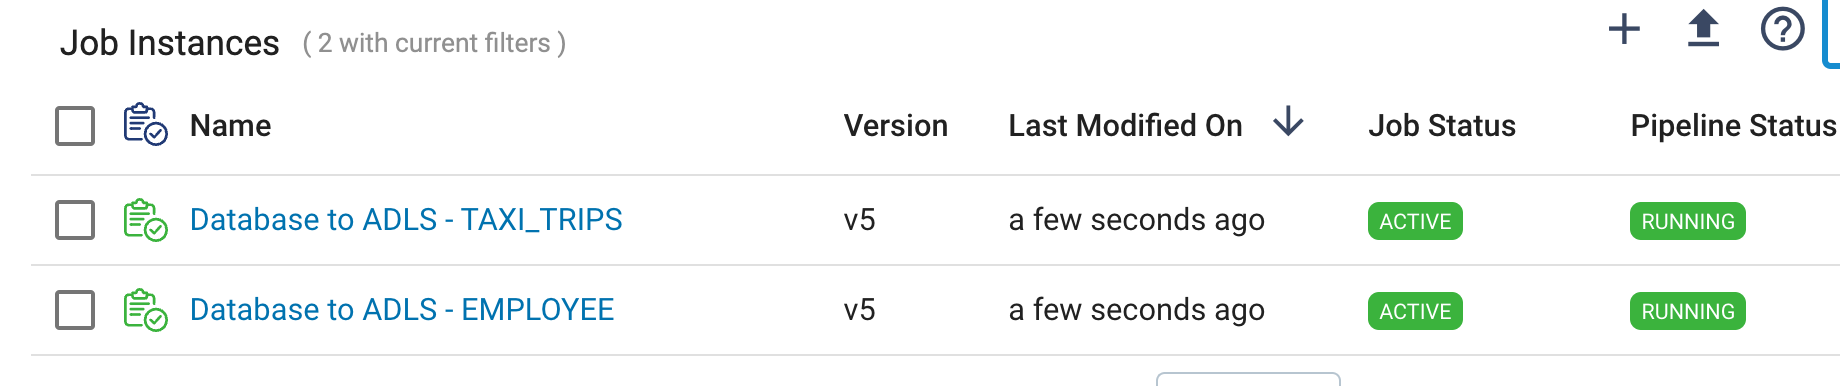 Job Instances ( 2 with current filters )
Name Version Last Modified On Job Status Pipeline Status
Database to ADLS - TAXI_TRIPS v5 a few seconds ago ACTIVE RUNNING
Database to ADLS - EMPLOYEE v5 a few seconds ago ACTIVE RUNNING